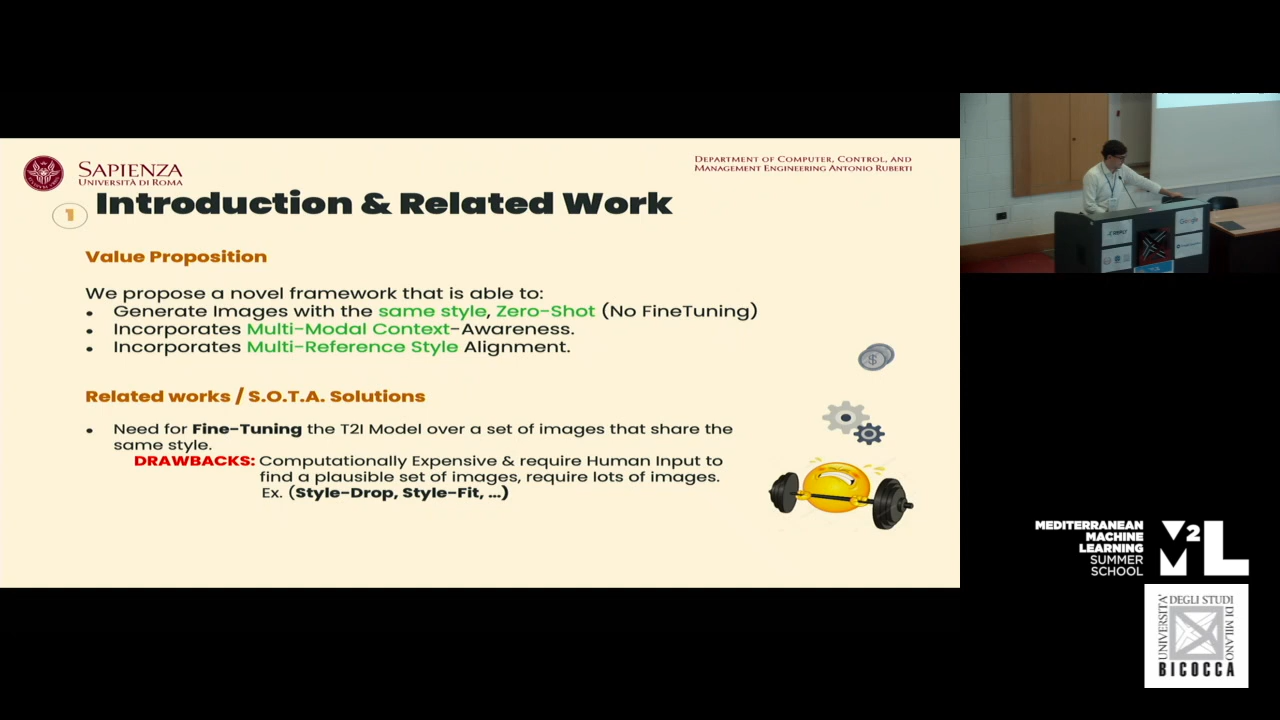 SAPIENZA
UNIVERSITÀ DI ROMA
DEPARTMENT OF COMPUTER, CONTROL, AND
MANAGEMENT ENGINEERING ANTONIO RUBERTI
1
Introduction & Related Work
Value Proposition
We propose a novel framework that is able to:
• Generate Images with the same style, Zero-Shot (No FineTuning)
• Incorporates Multi-Modal Context-Awareness.
• Incorporates Multi-Reference Style Alignment.
$
Related works / S.O.T.A. Solutions
• Need for Fine-Tuning the T2I Model over a set of images that share the
same style.
DRAWBACKS: Computationally Expensive & require Human Input to
find a plausible set of images, require lots of images.
Ex. (Style-Drop, Style-Fit, ...)
Google
MEDITERRANEAN
MACHINE
LEARNING
SUMMER
SCHOOL
M2L
UNIVERSITÀ
DEGLI STUDI
DI MILANO
BICOCCA